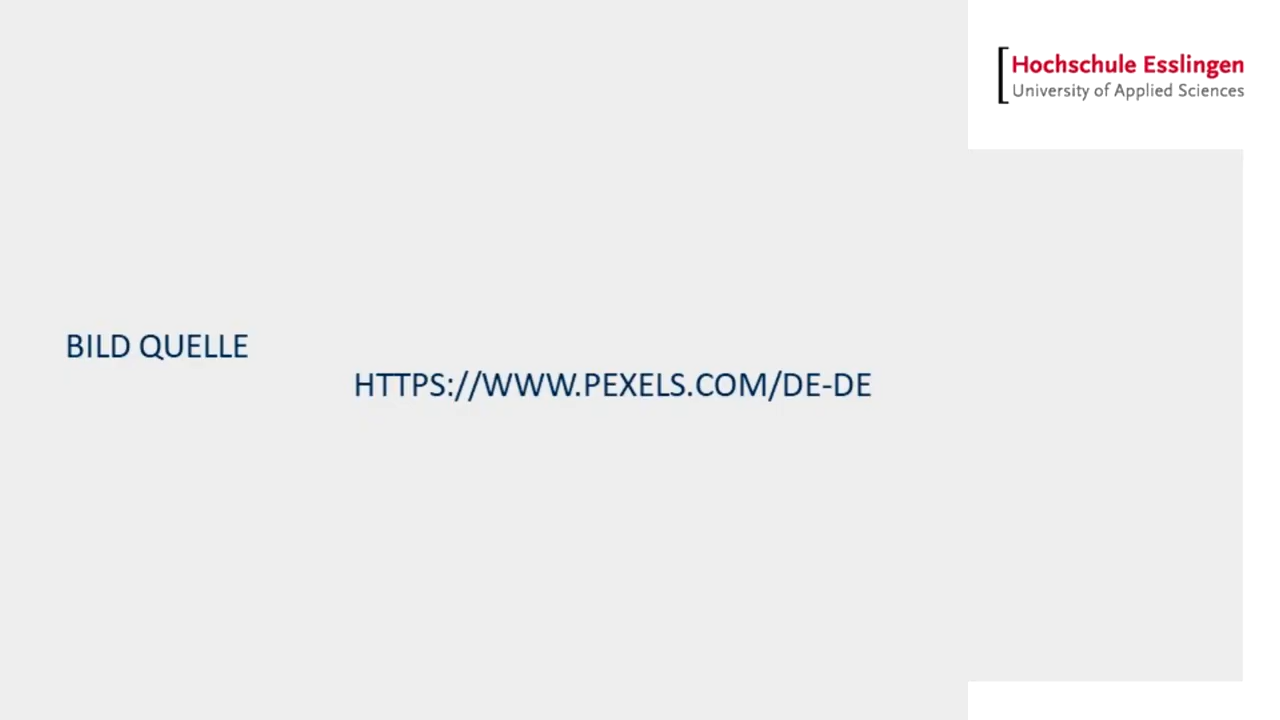 Hochschule Esslingen
University of Applied Sciences
BILD QUELLE
HTTPS://WWW.PEXELS.COM/DE-DE